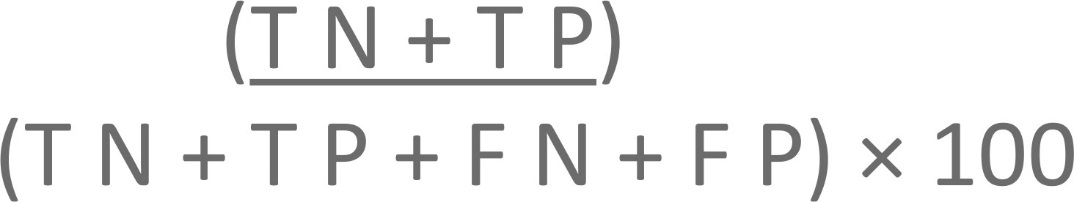 (T N + T P)
(T N + T P + F N + F P) × 100